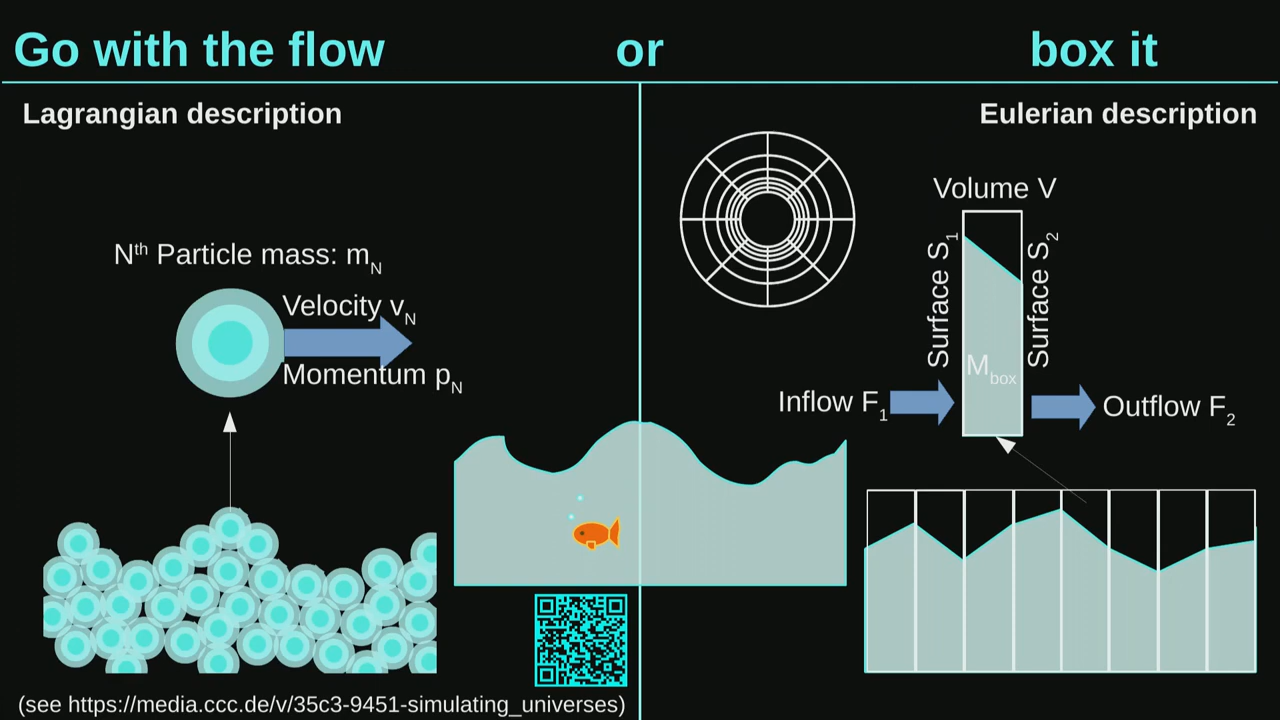 Go with the flow or box it
Lagrangian description
Eulerian description
Nth Particle mass: mN
Velocity vN
Momentum pN
Volume V
Surface S1
Surface S2
Mbox
Inflow F1
Outflow F2
(see https://media.ccc.de/v/35c3-9451-simulating_universes)